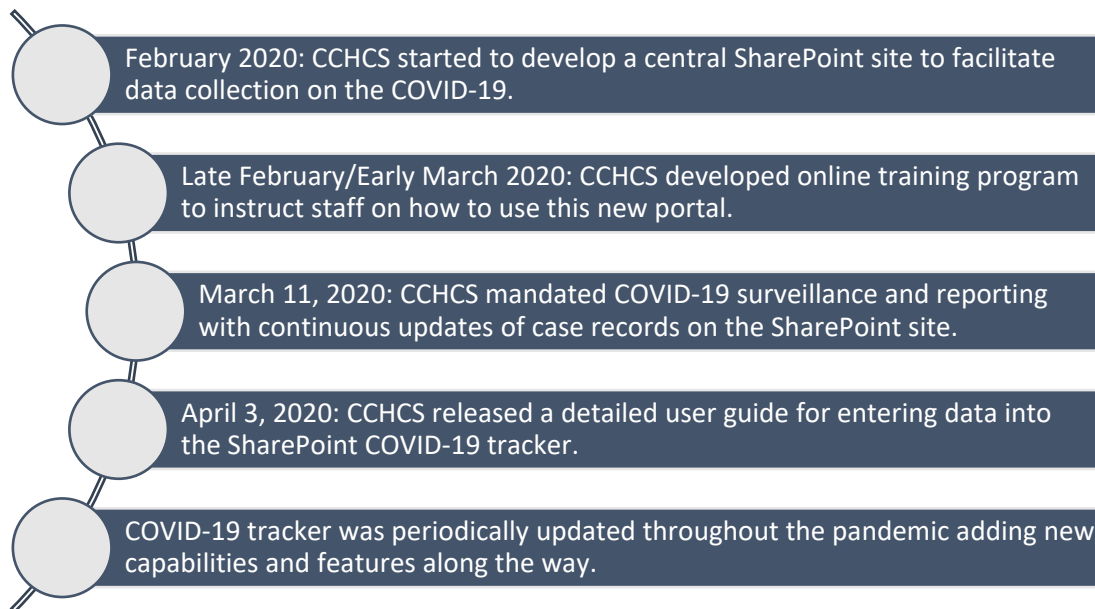 February 2020: CCHCS started to develop a central SharePoint site to facilitate
data collection on the COVID-19.
Late February/Early March 2020: CCHCS developed online training program
to instruct staff on how to use this new portal.
March 11, 2020: CCHCS mandated COVID-19 surveillance and reporting
with continuous updates of case records on the SharePoint site.
April 3, 2020: CCHCS released a detailed user guide for entering data into
the SharePoint COVID-19 tracker.
COVID-19 tracker was periodically updated throughout the pandemic adding new
capabilities and features along the way.